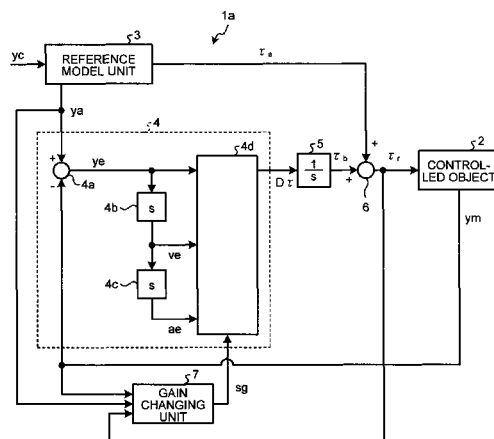 1a
3
yc
REFERENCE
MODEL UNIT
τa
ya
4
4d
5
2
+
ye
4a
-
s
4b
ve
s
4c
ae
Dτ
1
s
τb
+
+
6
τr
CONTROL-
LED OBJECT
ym
7
GAIN
CHANGING
UNIT
sg